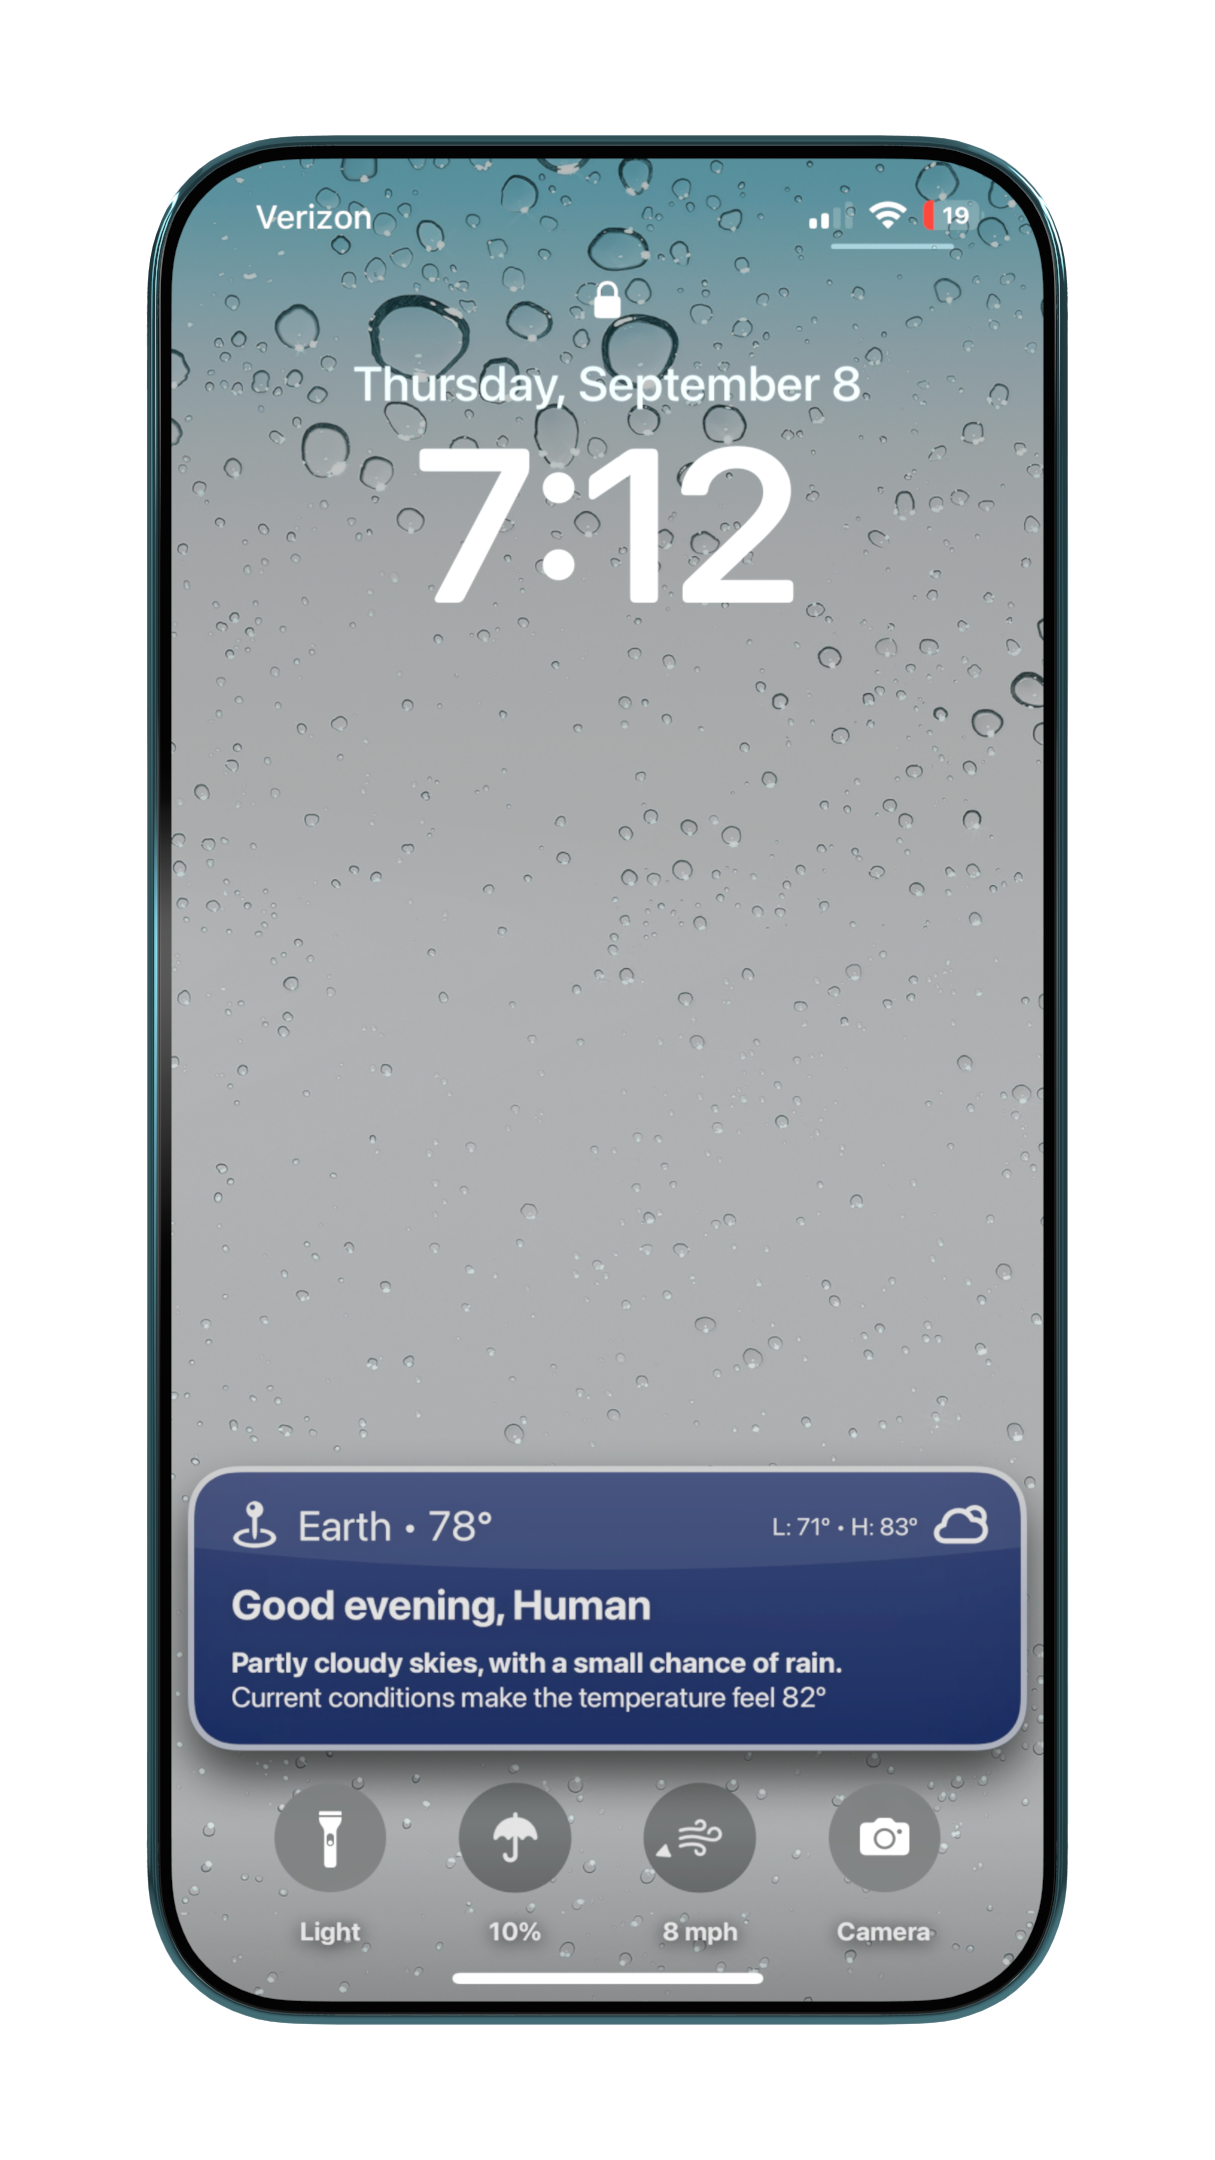 Verizon 19
Thursday, September 8
7:12
Earth • 78° L: 71° • H: 83°
Good evening, Human
Partly cloudy skies, with a small chance of rain.
Current conditions make the temperature feel 82°
Light 10% 8 mph Camera